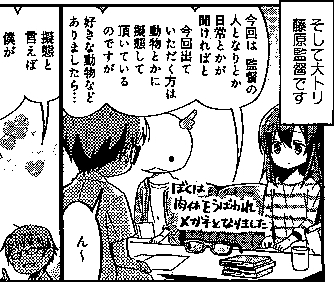 そして大トリ
藤原監督です
今回は 監督の
人となりとか
日常とかが
聞ければと
今回出て
いただく方は
動物とかに
擬態して
頂いている
のですが
好きな動物など
ありましたら…
ぼくは
肉体をうばわれ
メガネとなりました
ん〜
擬態と
言えば
僕が